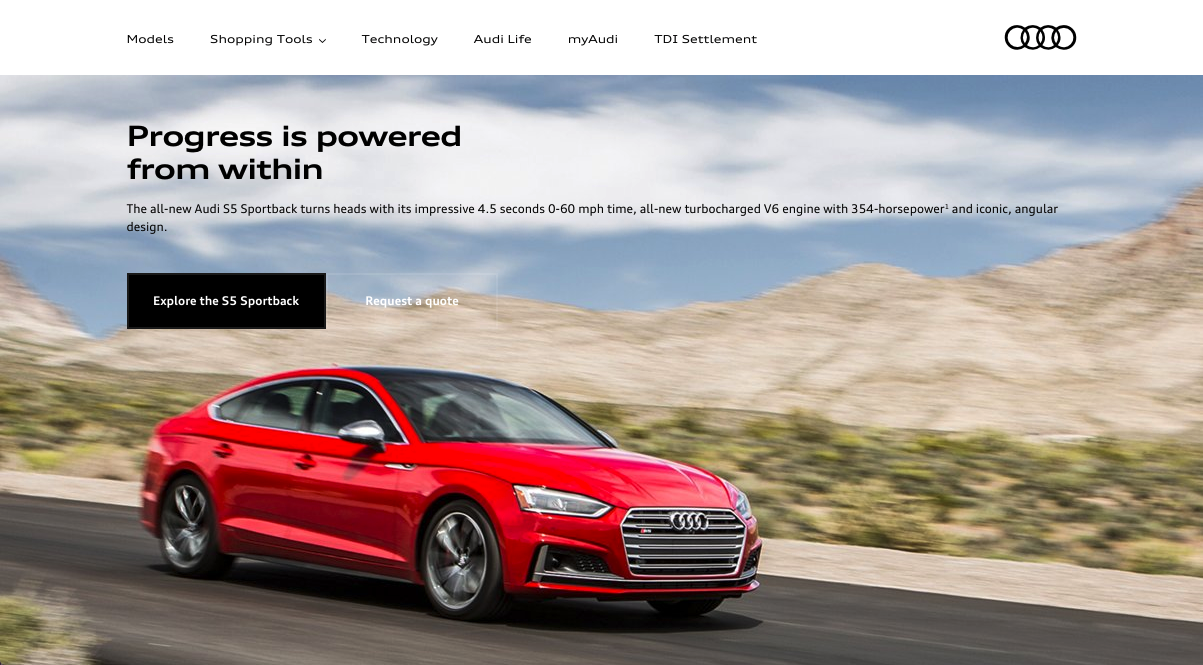 Models Shopping Tools Technology Audi Life myAudi TDI Settlement
Progress is powered
from within
The all-new Audi S5 Sportback turns heads with its impressive 4.5 seconds 0-60 mph time, all-new turbocharged V6 engine with 354-horsepower¹ and iconic, angular
design.
Explore the S5 Sportback Request a quote